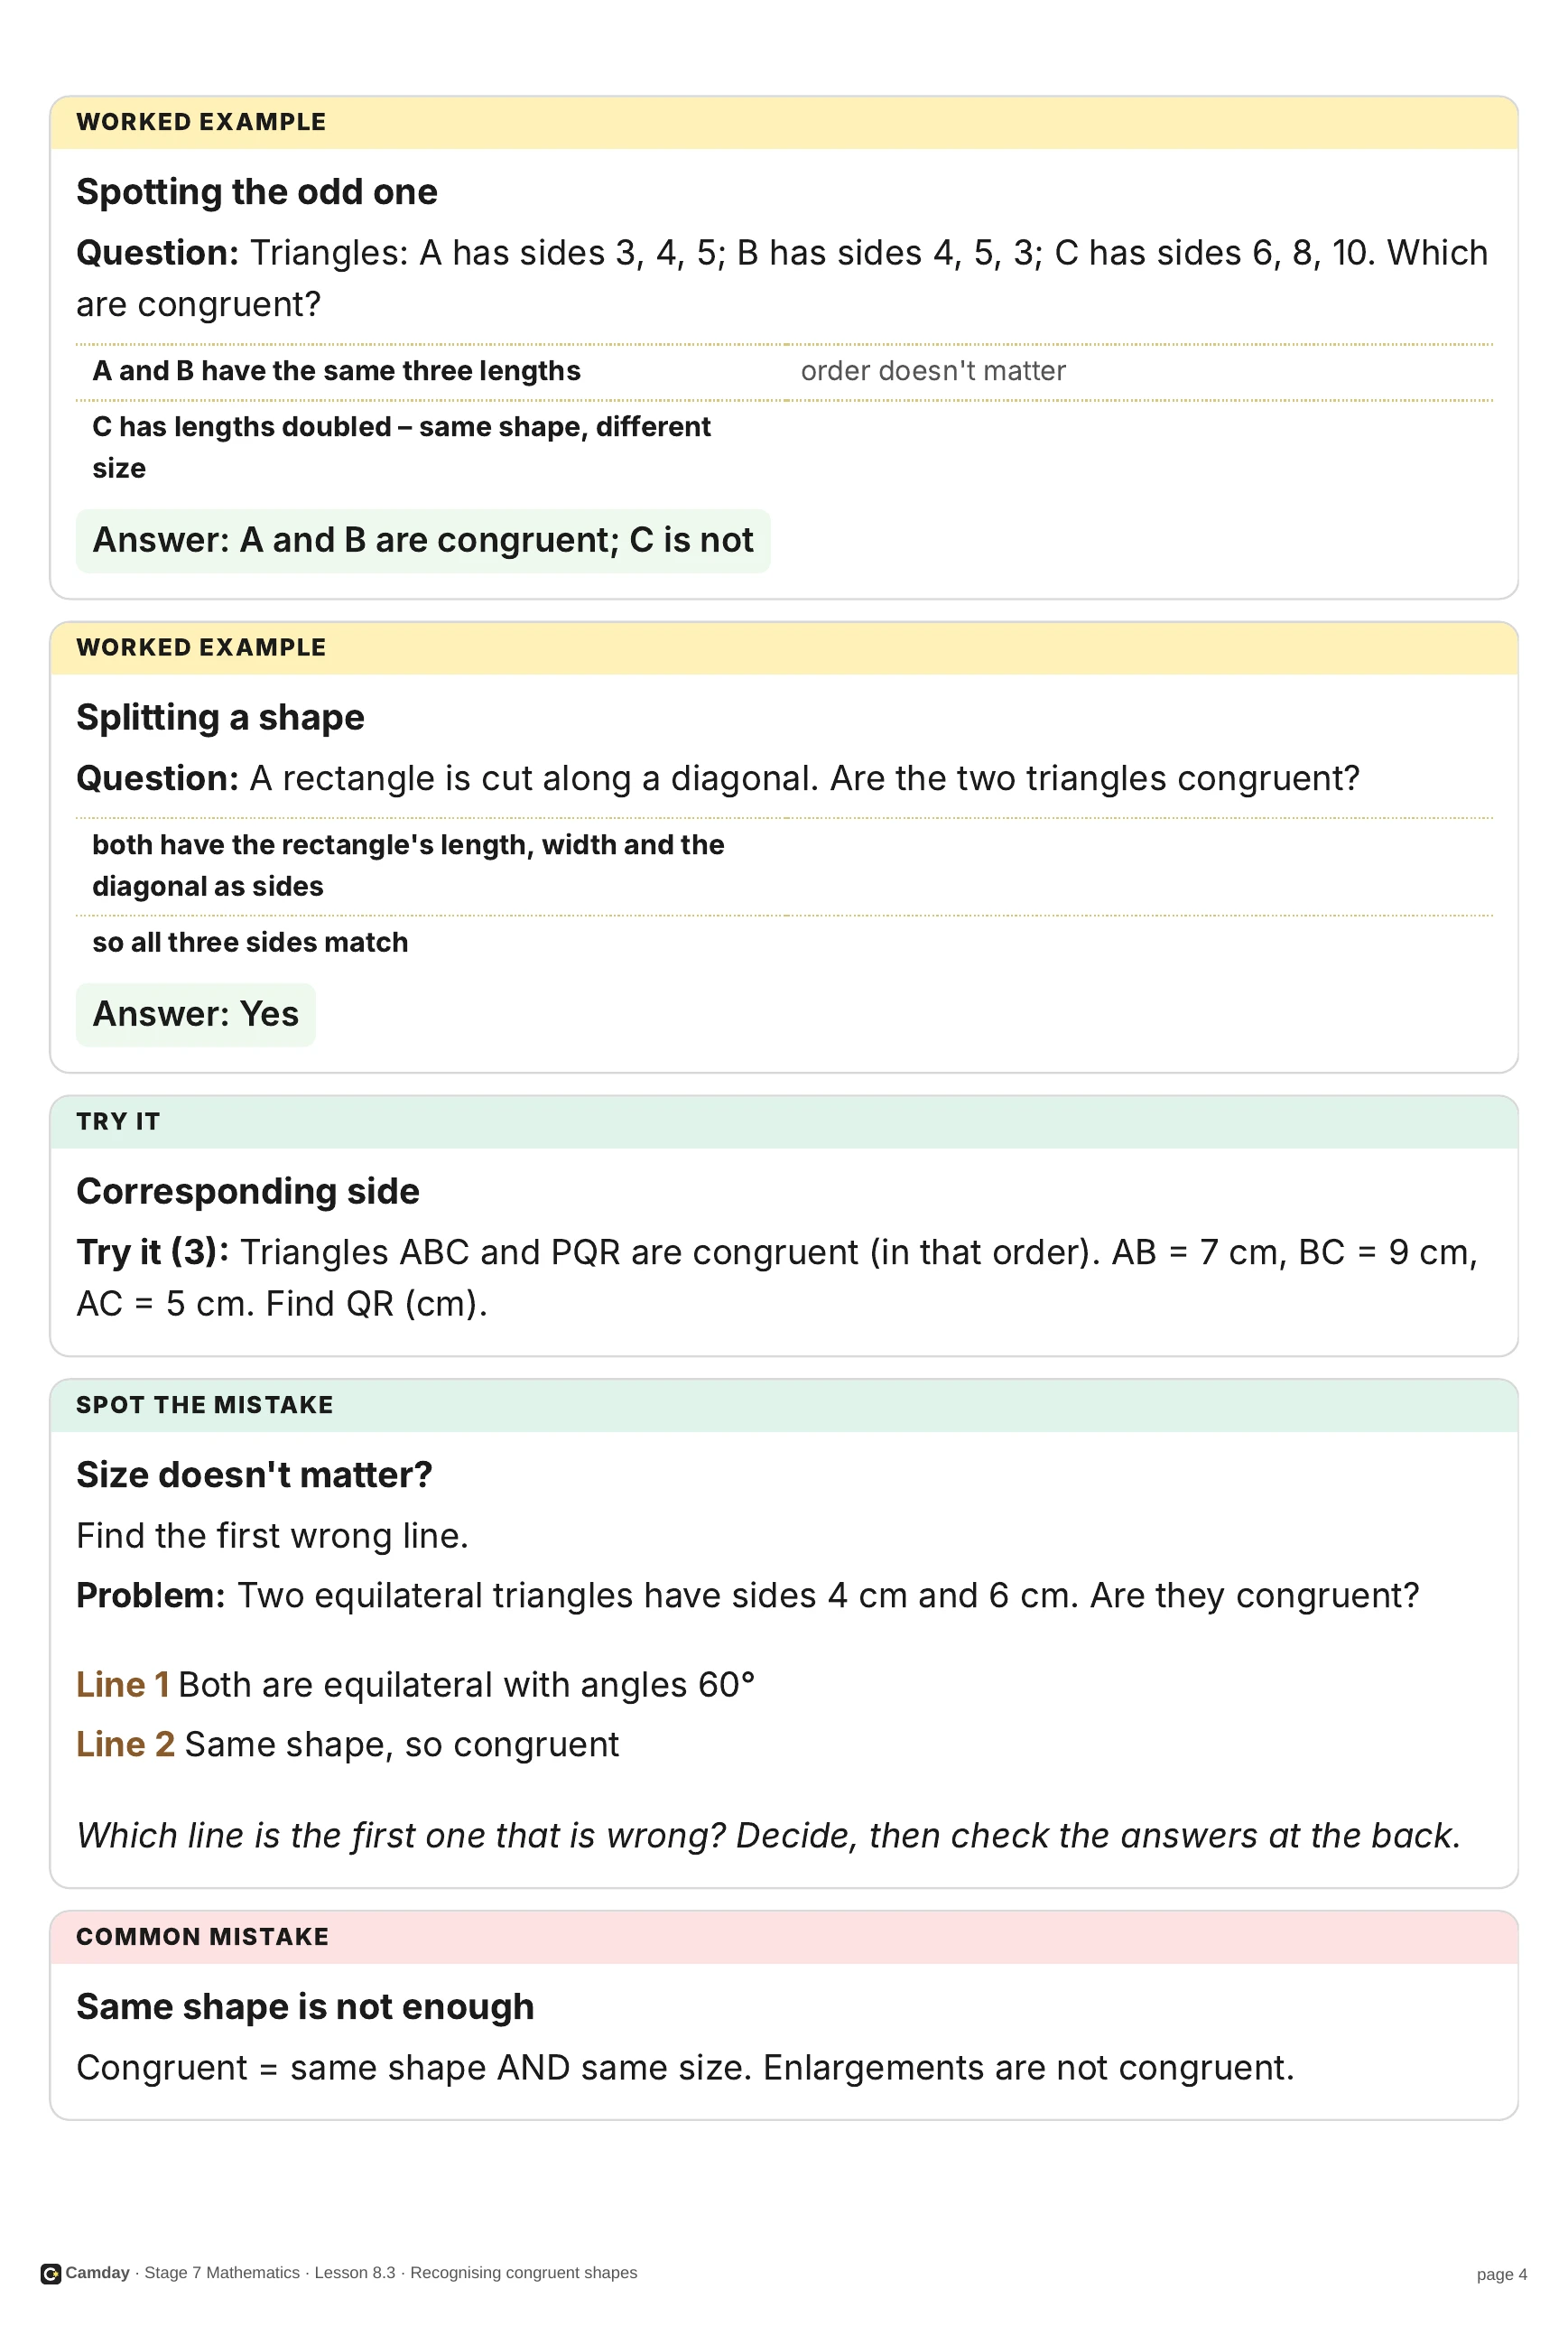 WORKED EXAMPLE
Spotting the odd one
Question: Triangles: A has sides 3, 4, 5; B has sides 4, 5, 3; C has sides 6, 8, 10. Which
are congruent?
A and B have the same three lengths order doesn't matter
C has lengths doubled – same shape, different
size
Answer: A and B are congruent; C is not
WORKED EXAMPLE
Splitting a shape
Question: A rectangle is cut along a diagonal. Are the two triangles congruent?
both have the rectangle's length, width and the
diagonal as sides
so all three sides match
Answer: Yes
TRY IT
Corresponding side
Try it (3): Triangles ABC and PQR are congruent (in that order). AB = 7 cm, BC = 9 cm,
AC = 5 cm. Find QR (cm).
SPOT THE MISTAKE
Size doesn't matter?
Find the first wrong line.
Problem: Two equilateral triangles have sides 4 cm and 6 cm. Are they congruent?
Line 1 Both are equilateral with angles 60°
Line 2 Same shape, so congruent
Which line is the first one that is wrong? Decide, then check the answers at the back.
COMMON MISTAKE
Same shape is not enough
Congruent = same shape AND same size. Enlargements are not congruent.
Camday · Stage 7 Mathematics · Lesson 8.3 · Recognising congruent shapes page 4